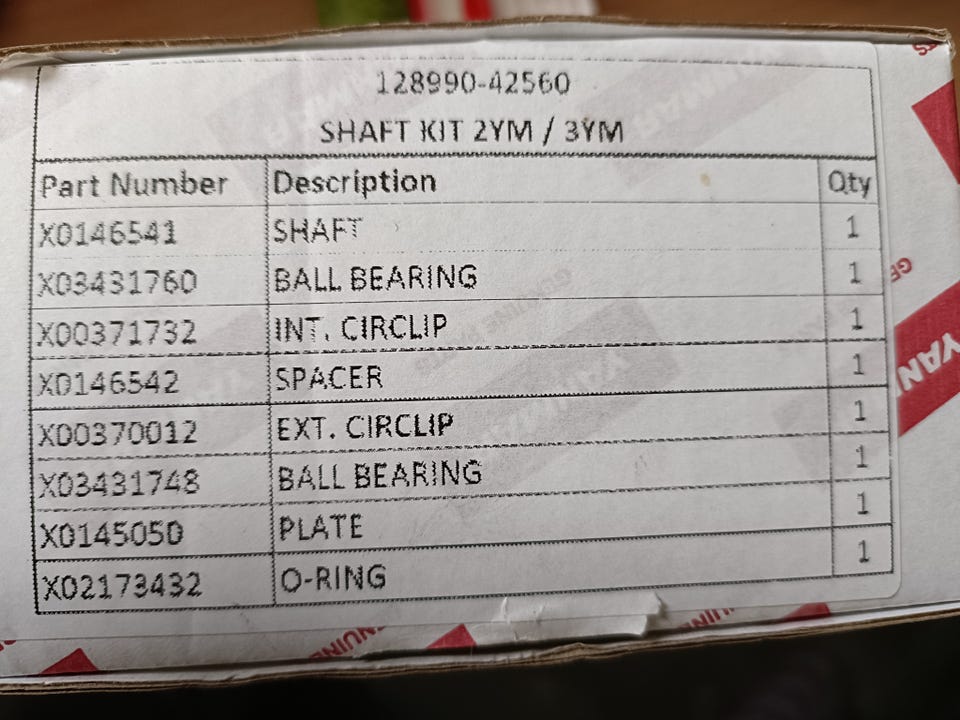 128990-42560
SHAFT KIT 2YM / 3YM
Part Number Description Qty
X0146541 SHAFT 1
X03431760 BALL BEARING 1
X00371732 INT. CIRCLIP 1
X0146542 SPACER 1
X00370012 EXT. CIRCLIP 1
X03431748 BALL BEARING 1
X0145050 PLATE 1
X02173432 O-RING 1
GE
YAN